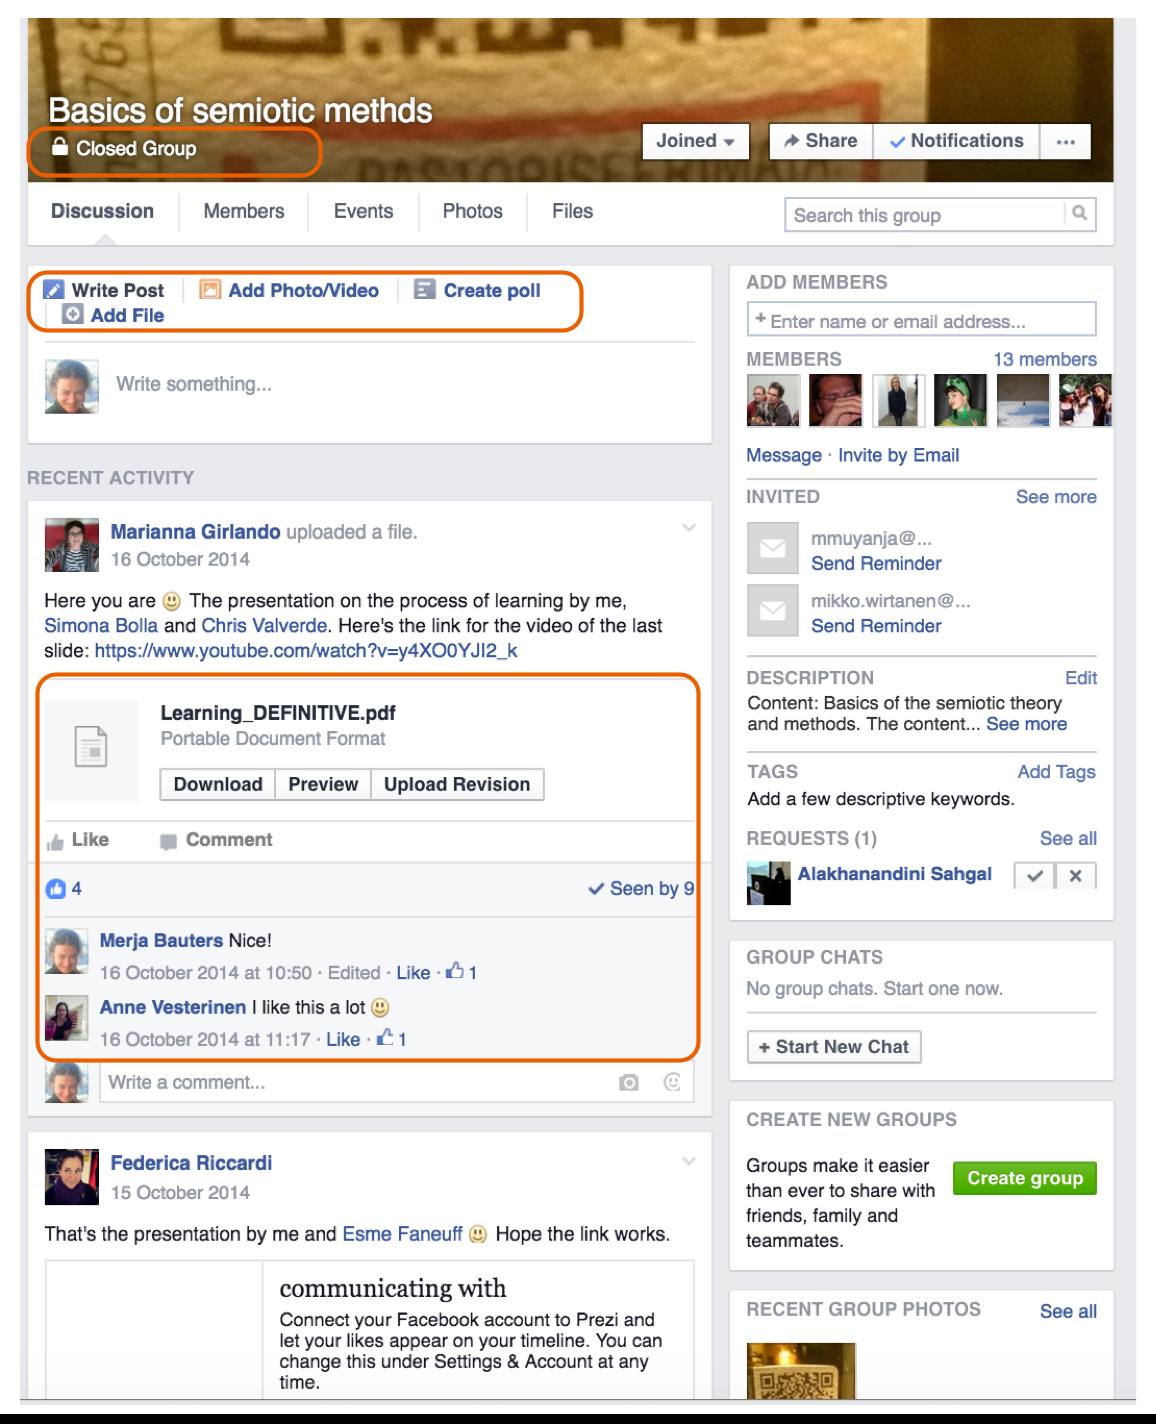 Basics of semiotic methds
Closed Group
Joined
Share
Notifications
Discussion
Members
Events
Photos
Files
Search this group
Write Post
Add Photo/Video
Create poll
Add File
Write something...
RECENT ACTIVITY
Marianna Girlando uploaded a file.
16 October 2014
Here you are The presentation on the process of learning by me,
Simona Bolla and Chris Valverde. Here's the link for the video of the last
slide: https://www.youtube.com/watch?v=y4XO0YJI2_k
Learning_DEFINITIVE.pdf
Portable Document Format
Download
Preview
Upload Revision
Like
Comment
4
Seen by 9
Merja Bauters Nice!
16 October 2014 at 10:50 · Edited · Like · 1
Anne Vesterinen I like this a lot
16 October 2014 at 11:17 · Like · 1
Write a comment...
Federica Riccardi
15 October 2014
That's the presentation by me and Esme Faneuff Hope the link works.
communicating with
Connect your Facebook account to Prezi and
let your likes appear on your timeline. You can
change this under Settings & Account at any
time.
ADD MEMBERS
+ Enter name or email address...
MEMBERS
13 members
Message · Invite by Email
INVITED
See more
mmuyanja@...
Send Reminder
mikko.wirtanen@...
Send Reminder
DESCRIPTION
Edit
Content: Basics of the semiotic theory
and methods. The content... See more
TAGS
Add Tags
Add a few descriptive keywords.
REQUESTS (1)
See all
Alakhanandini Sahgal
GROUP CHATS
No group chats. Start one now.
+ Start New Chat
CREATE NEW GROUPS
Groups make it easier
than ever to share with
friends, family and
teammates.
Create group
RECENT GROUP PHOTOS
See all